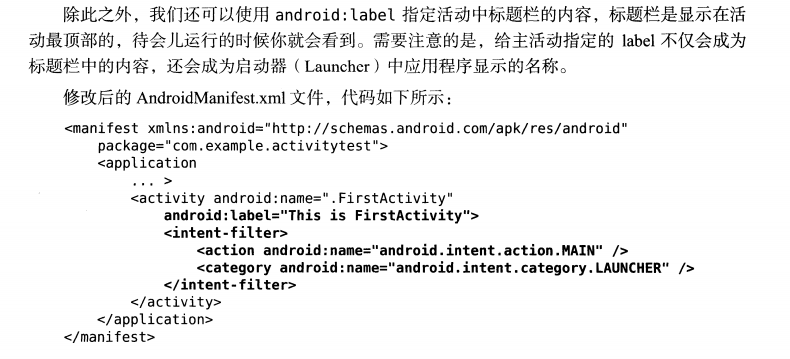 除此之外，我们还可以使用 android:label 指定活动中标题栏的内容，标题栏是显示在活
动最顶部的，待会儿运行的时候你就会看到。需要注意的是，给主活动指定的 label 不仅会成为
标题栏中的内容，还会成为启动器（Launcher）中应用程序显示的名称。
修改后的 AndroidManifest.xml 文件，代码如下所示：
<manifest xmlns:android="http://schemas.android.com/apk/res/android"
    package="com.example.activitytest">
    <application
        ... >
        <activity android:name=".FirstActivity"
            android:label="This is FirstActivity">
            <intent-filter>
                <action android:name="android.intent.action.MAIN" />
                <category android:name="android.intent.category.LAUNCHER" />
            </intent-filter>
        </activity>
    </application>
</manifest>